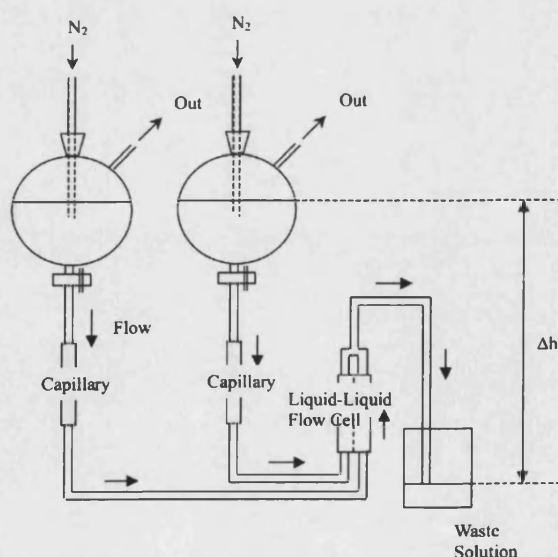 N₂
N₂
Out
Out
Flow
Capillary
Capillary
Liquid-Liquid
Flow Cell
Δh
Waste
Solution